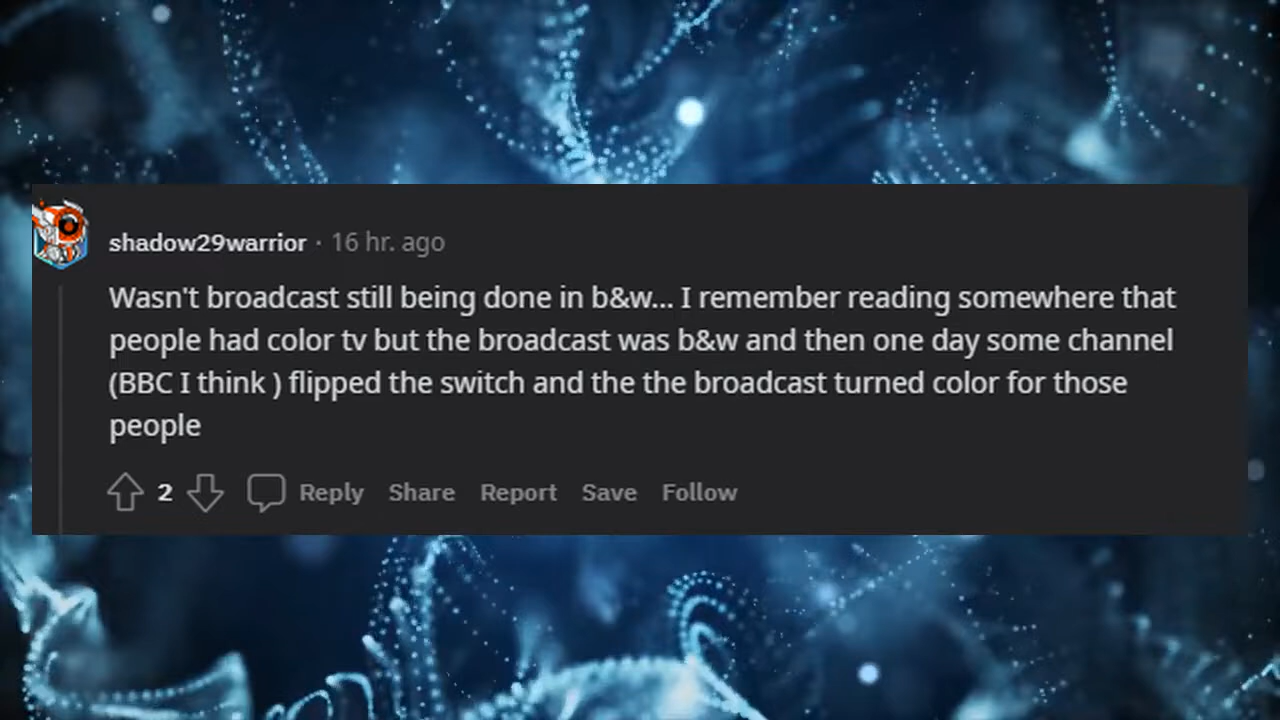 shadow29warrior · 16 hr. ago
Wasn't broadcast still being done in b&w... I remember reading somewhere that
people had color tv but the broadcast was b&w and then one day some channel
(BBC I think ) flipped the switch and the the broadcast turned color for those
people
2 Reply Share Report Save Follow